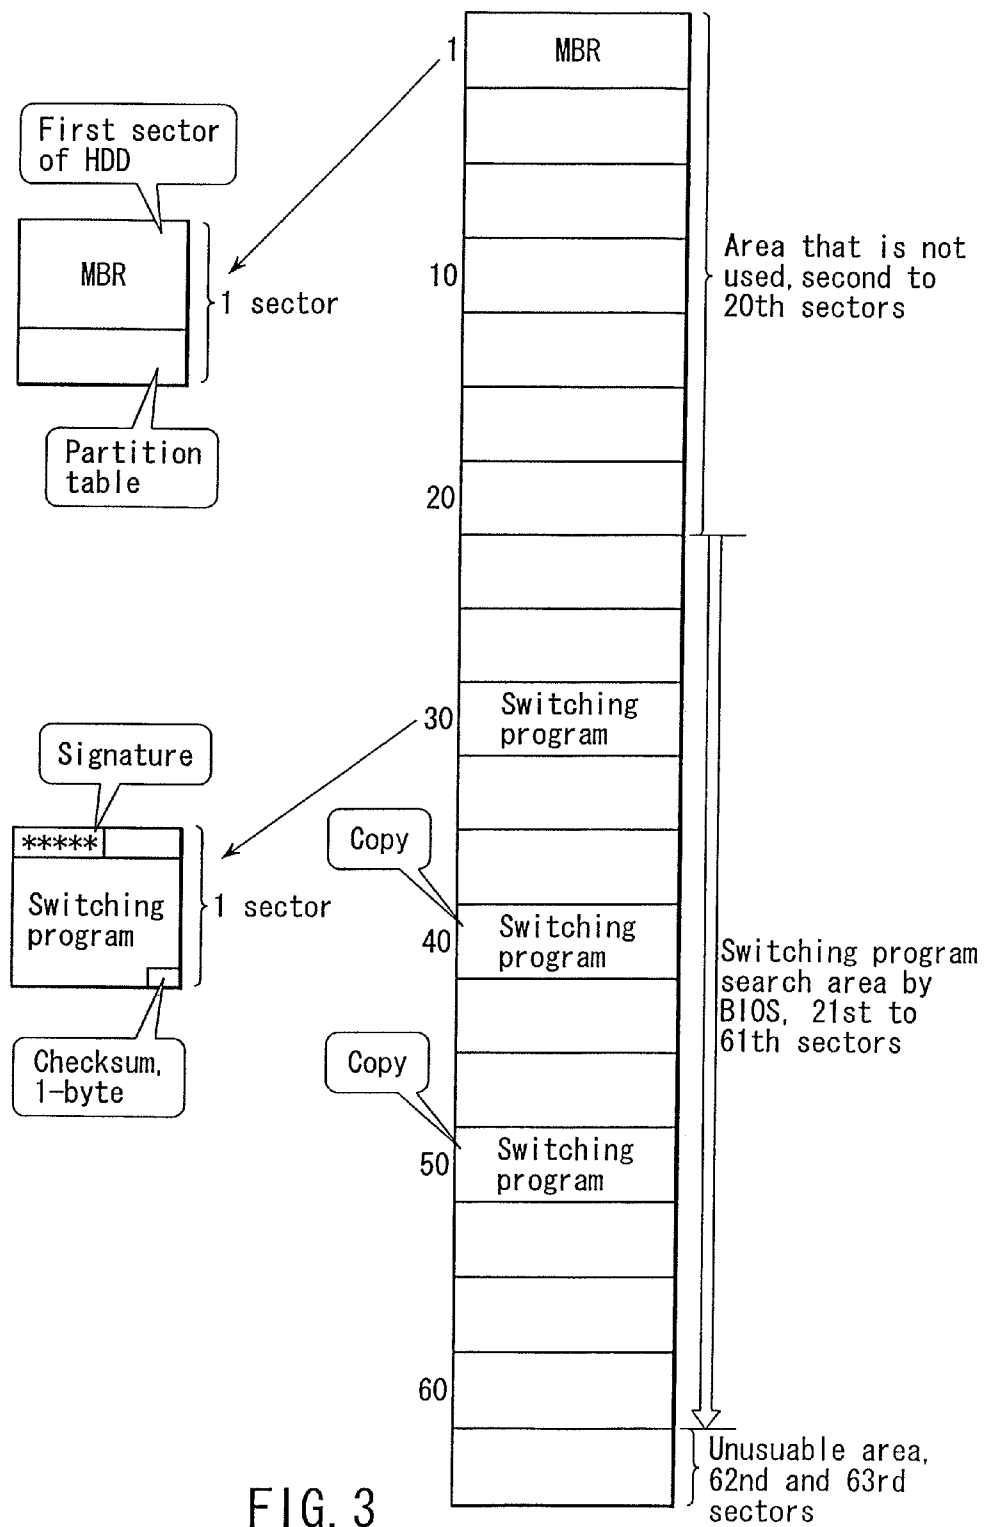 1
MBR
First sector
of HDD
MBR
1 sector
Partition
table
10
Area that is not
used, second to
20th sectors
20
30
Switching
program
Signature
*****
Switching
program
1 sector
Checksum,
1-byte
Copy
40
Switching
program
Switching program
search area by
BIOS, 21st to
61th sectors
Copy
50
Switching
program
60
Unusuable area,
62nd and 63rd
sectors
FIG. 3